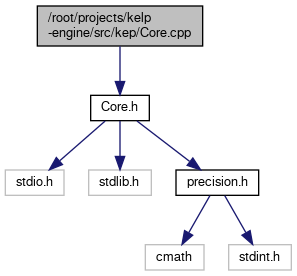 /root/projects/kelp
-engine/src/kep/Core.cpp
Core.h
stdio.h
stdlib.h
precision.h
cmath
stdint.h